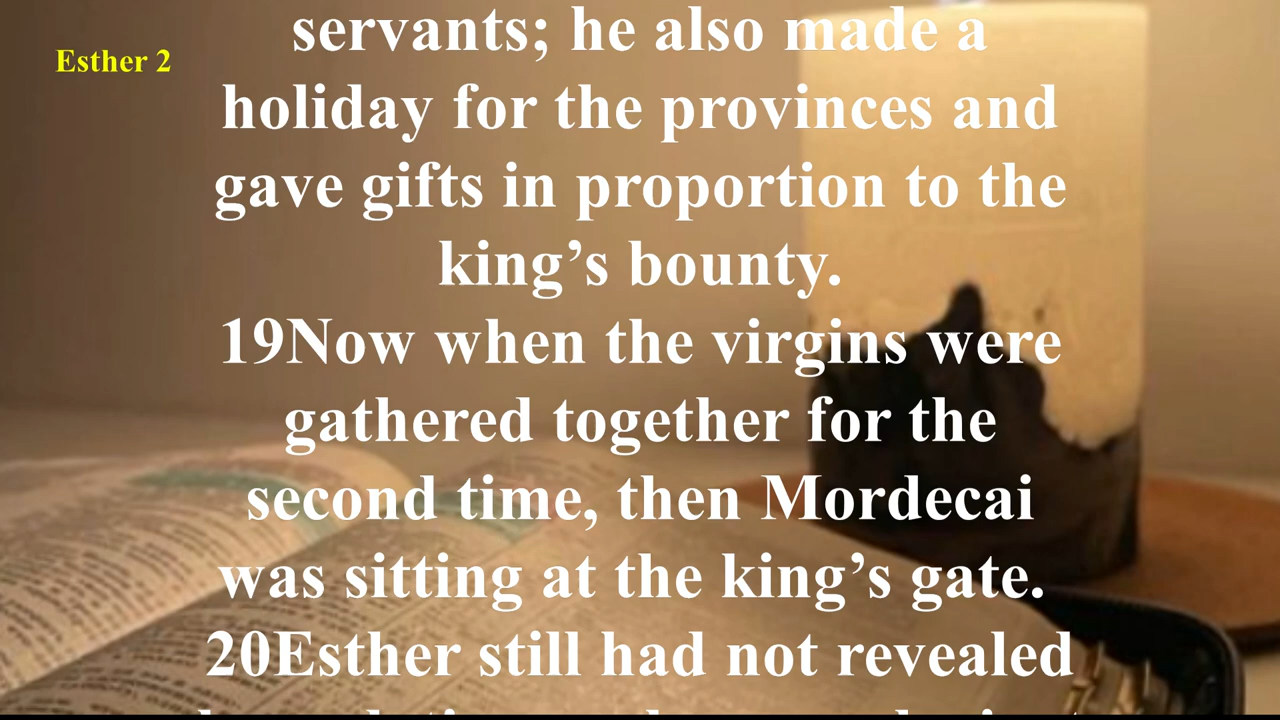 Esther 2
servants; he also made a
holiday for the provinces and
gave gifts in proportion to the
king’s bounty.
19Now when the virgins were
gathered together for the
second time, then Mordecai
was sitting at the king’s gate.
20Esther still had not revealed